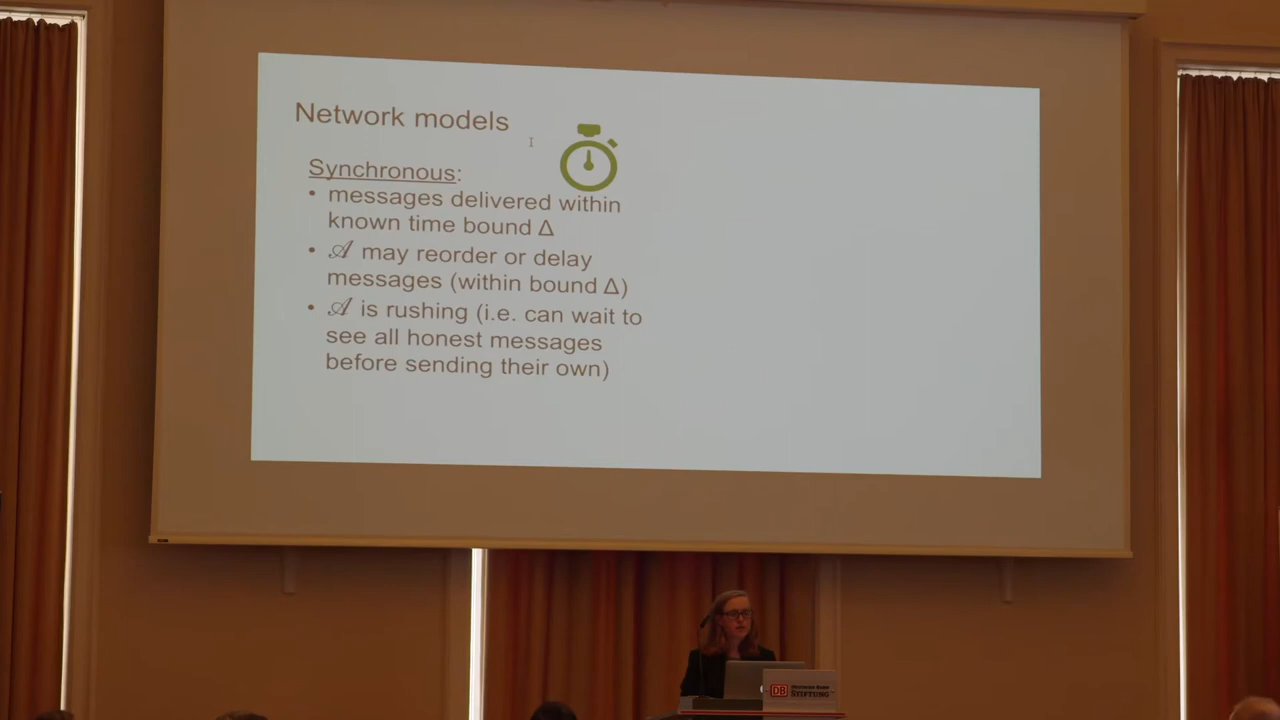 Network models
Synchronous:
• messages delivered within
known time bound Δ
• 𝒜 may reorder or delay
messages (within bound Δ)
• 𝒜 is rushing (i.e. can wait to
see all honest messages
before sending their own)
DB
STIFTUNG